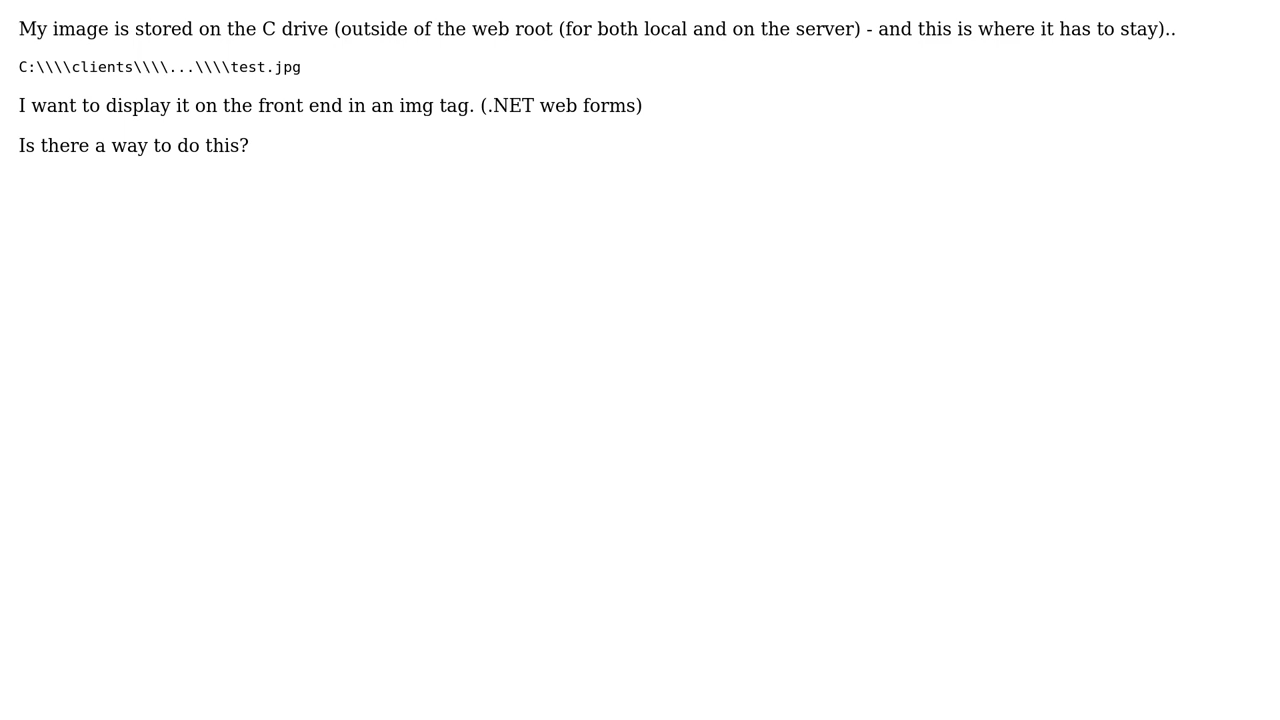 My image is stored on the C drive (outside of the web root (for both local and on the server) - and this is where it has to stay)..
C:\\\\clients\\\\...\\\\test.jpg
I want to display it on the front end in an img tag. (.NET web forms)
Is there a way to do this?